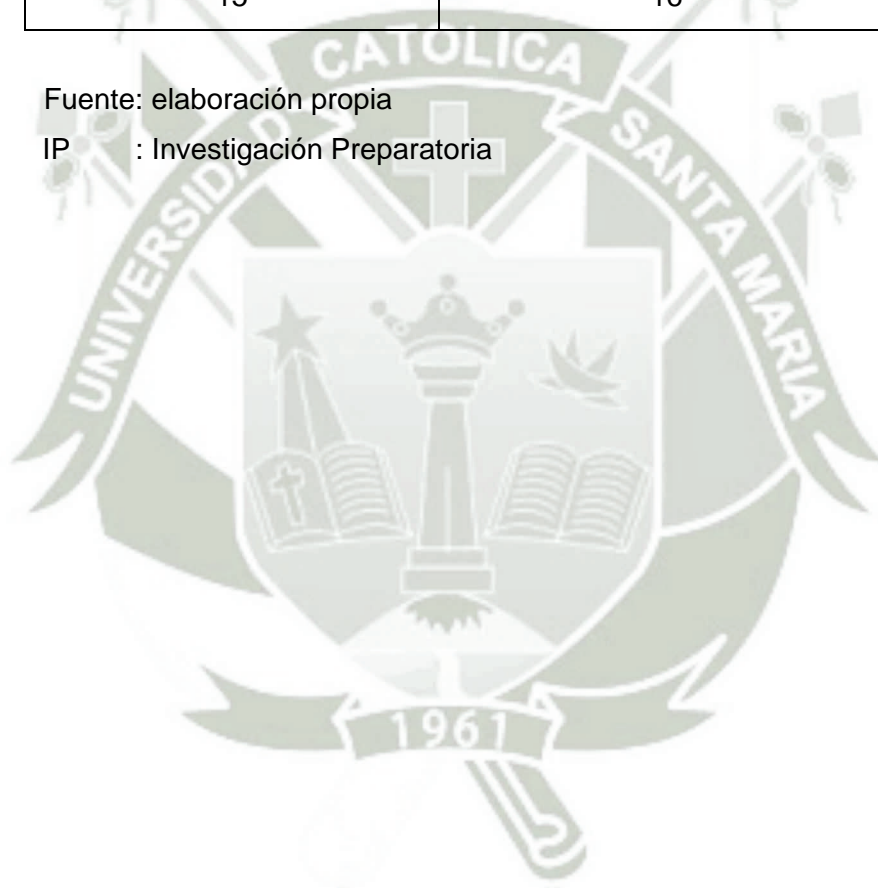 CATOLICA
Fuente: elaboración propia
UNIVERSIDAD
SANTA MARIA
IP : Investigación Preparatoria
1961